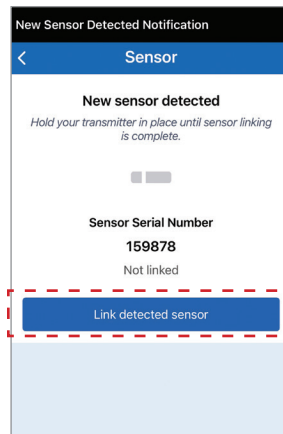 New Sensor Detected Notification
Sensor
New sensor detected
Hold your transmitter in place until sensor linking
is complete.
Sensor Serial Number
159878
Not linked
Link detected sensor